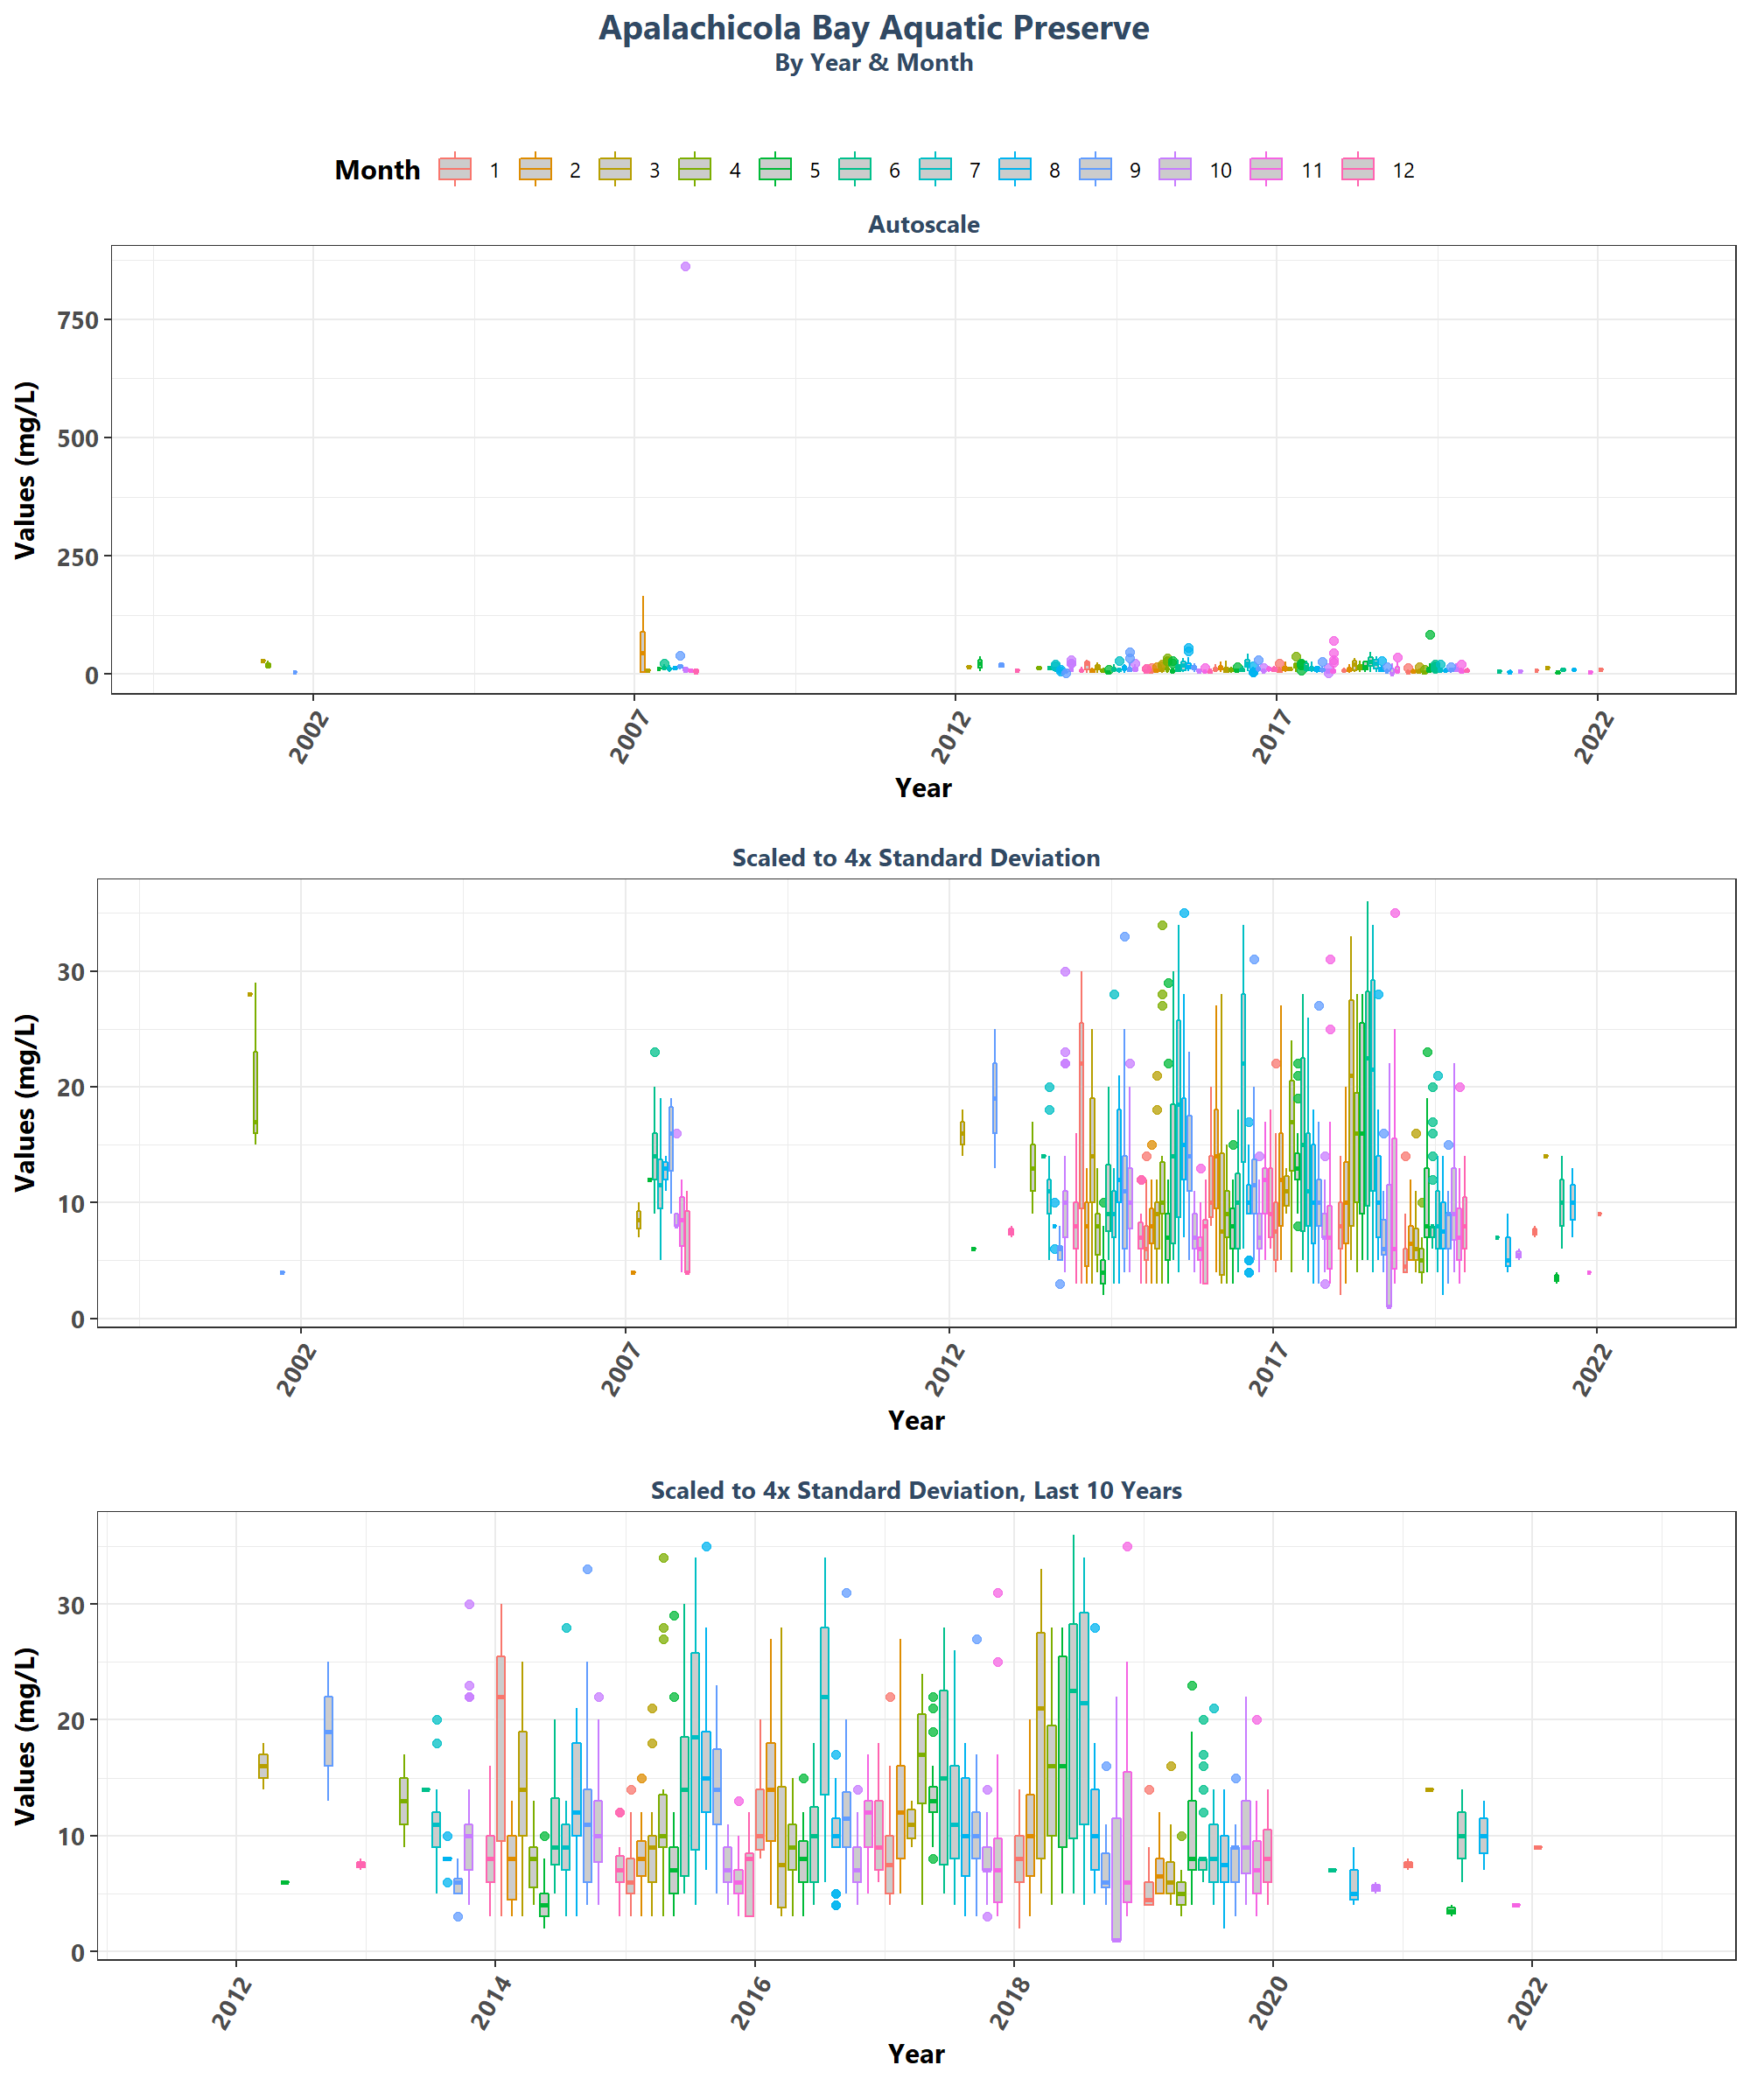 Apalachicola Bay Aquatic Preserve
By Year & Month
Month 1 2 3 4 5 6 7 8 9 10 11 12
Autoscale
Values (mg/L)
750
500
250
0
2002 2007 2012 2017 2022
Year
Scaled to 4x Standard Deviation
Values (mg/L)
30
20
10
0
2002 2007 2012 2017 2022
Year
Scaled to 4x Standard Deviation, Last 10 Years
Values (mg/L)
30
20
10
0
2012 2014 2016 2018 2020 2022
Year